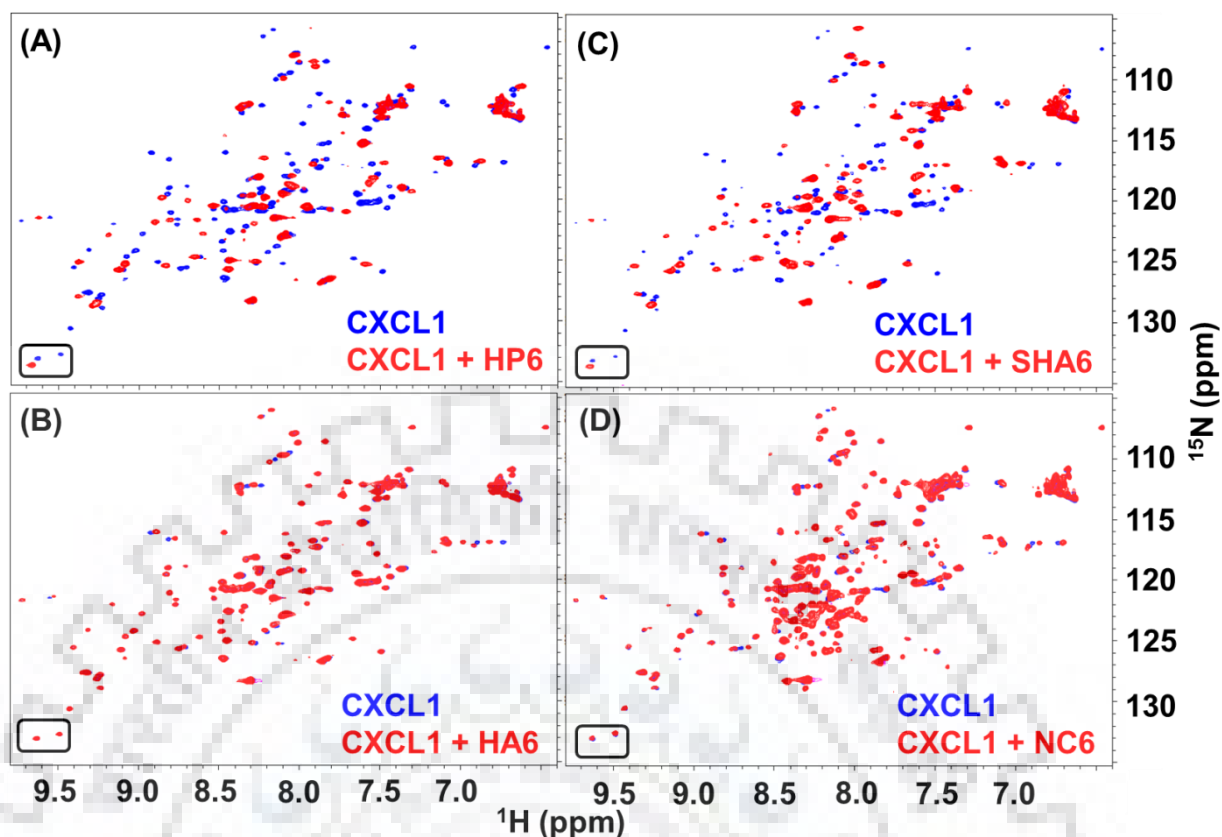 (A)
CXCL1
CXCL1 + HP6
(C)
CXCL1
CXCL1 + SHA6
110
115
120
125
130
(B)
CXCL1
CXCL1 + HA6
(D)
CXCL1
CXCL1 + NC6
110
115
120
125
130
¹⁵N (ppm)
9.5 9.0 8.5 8.0 7.5 7.0
9.5 9.0 8.5 8.0 7.5 7.0
¹H (ppm)